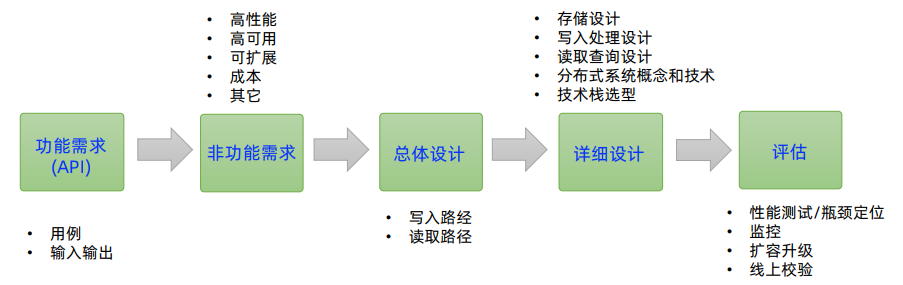 功能需求
(API)
• 用例
• 输入输出
• 高性能
• 高可用
• 可扩展
• 成本
• 其它
非功能需求
总体设计
• 写入路经
• 读取路径
• 存储设计
• 写入处理设计
• 读取查询设计
• 分布式系统概念和技术
• 技术栈选型
详细设计
评估
• 性能测试/瓶颈定位
• 监控
• 扩容升级
• 线上校验